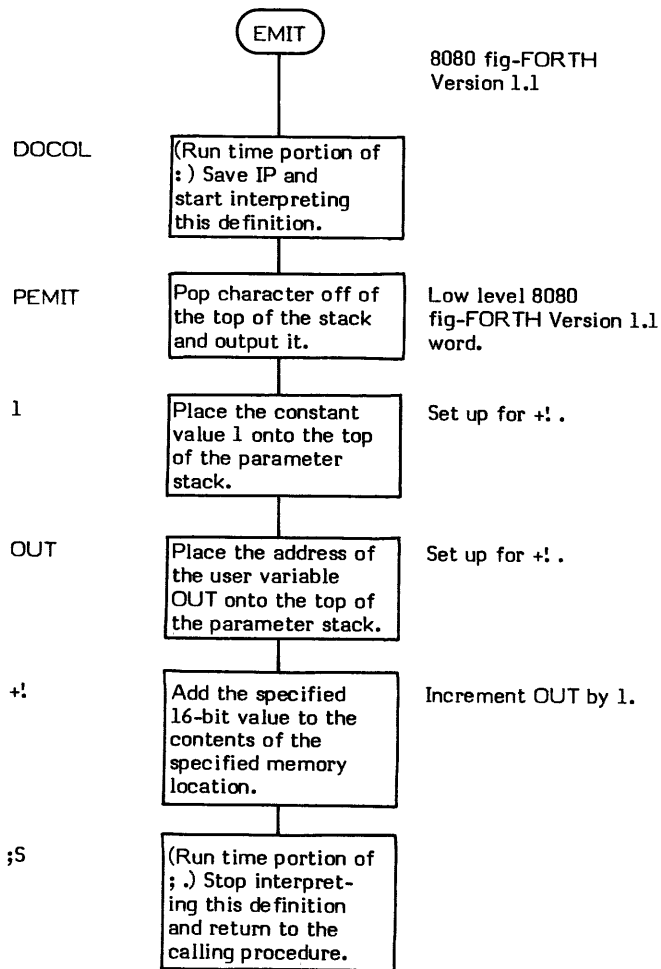 EMIT
8080 fig-FORTH
Version 1.1
DOCOL
(Run time portion of
: ) Save IP and
start interpreting
this definition.
PEMIT
Pop character off of
the top of the stack
and output it.
Low level 8080
fig-FORTH Version 1.1
word.
1
Place the constant
value 1 onto the top
of the parameter
stack.
Set up for +! .
OUT
Place the address of
the user variable
OUT onto the top of
the parameter stack.
Set up for +! .
+!
Add the specified
16-bit value to the
contents of the
specified memory
location.
Increment OUT by 1.
;S
(Run time portion of
; .) Stop interpret-
ing this definition
and return to the
calling procedure.